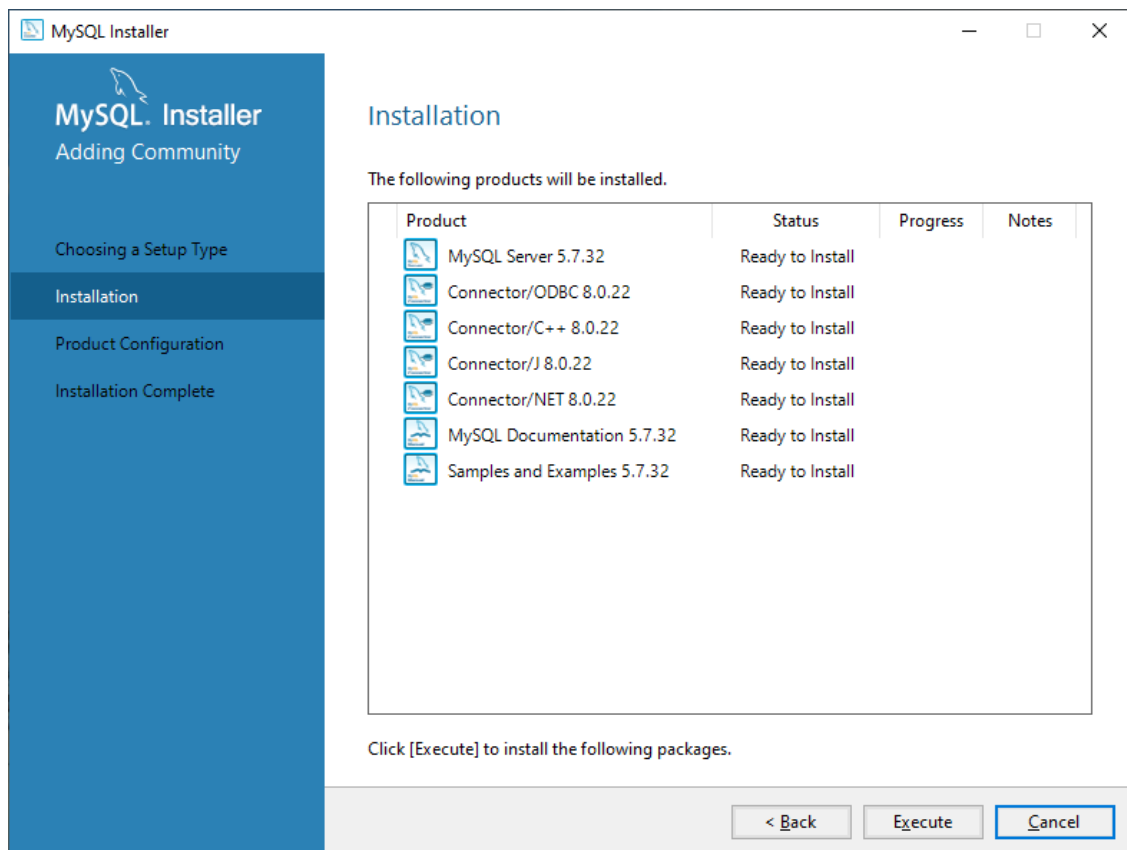 MySQL Installer
MySQL. Installer
Adding Community
Choosing a Setup Type
Installation
Product Configuration
Installation Complete
Installation
The following products will be installed.
Product Status Progress Notes
MySQL Server 5.7.32 Ready to Install
Connector/ODBC 8.0.22 Ready to Install
Connector/C++ 8.0.22 Ready to Install
Connector/J 8.0.22 Ready to Install
Connector/NET 8.0.22 Ready to Install
MySQL Documentation 5.7.32 Ready to Install
Samples and Examples 5.7.32 Ready to Install
Click [Execute] to install the following packages.
< Back Execute Cancel